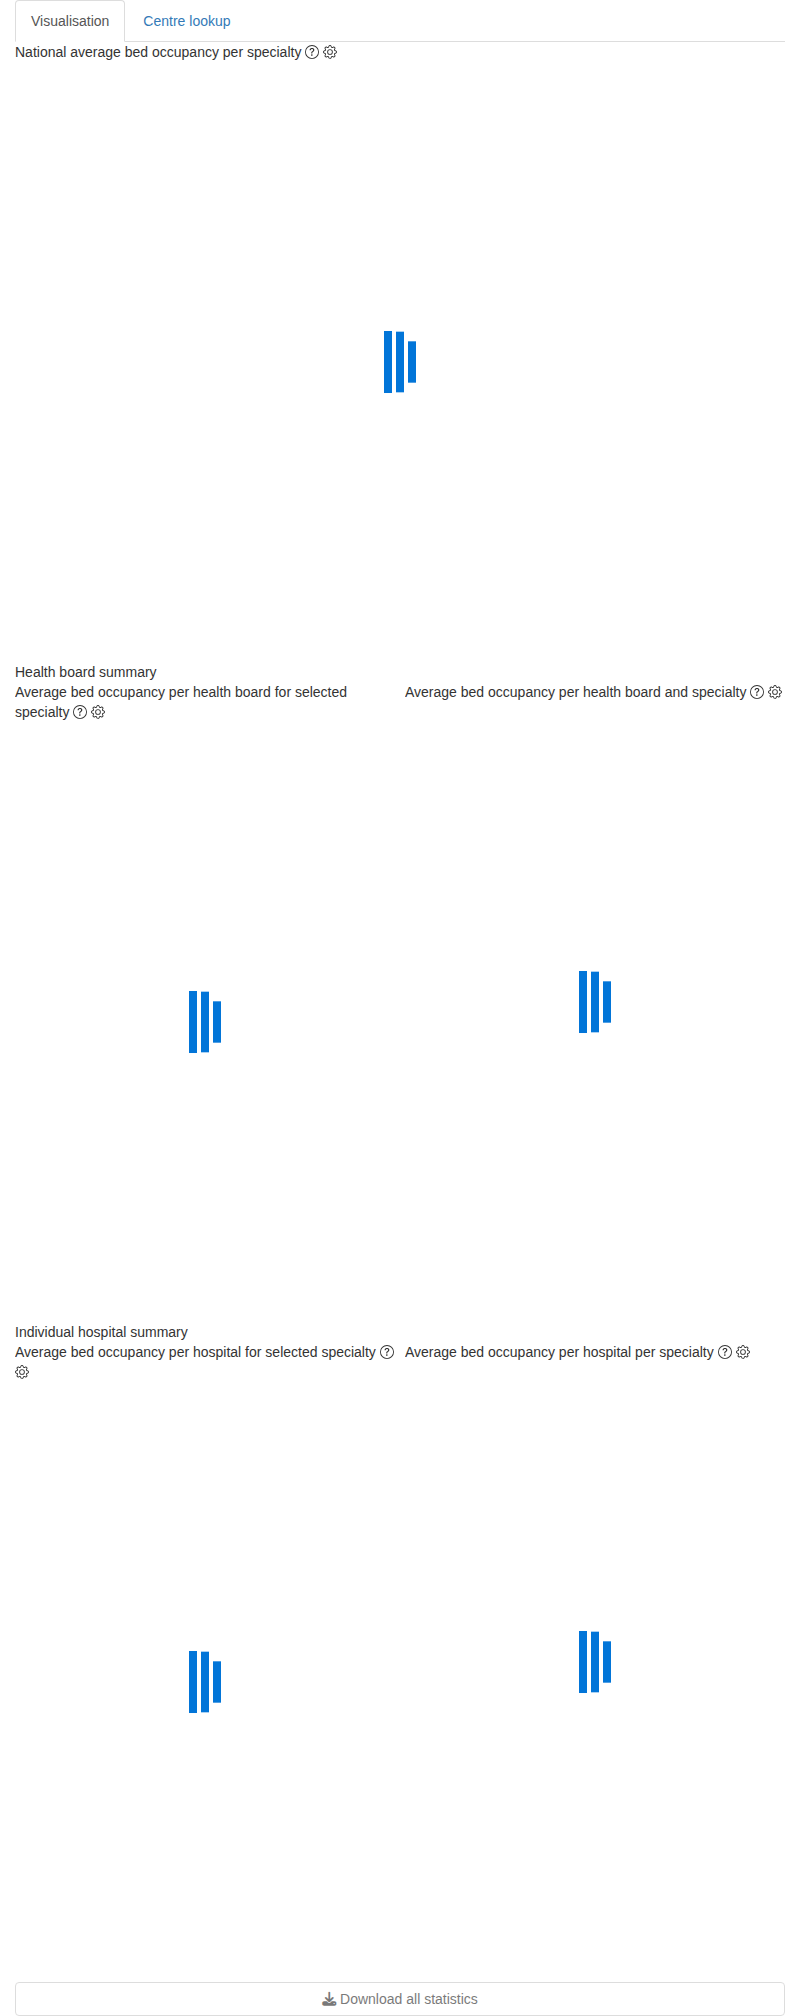 Visualisation
Centre lookup
National average bed occupancy per specialty
Health board summary
Average bed occupancy per health board for selected
specialty
Average bed occupancy per health board and specialty
Individual hospital summary
Average bed occupancy per hospital for selected specialty
Average bed occupancy per hospital per specialty
Download all statistics